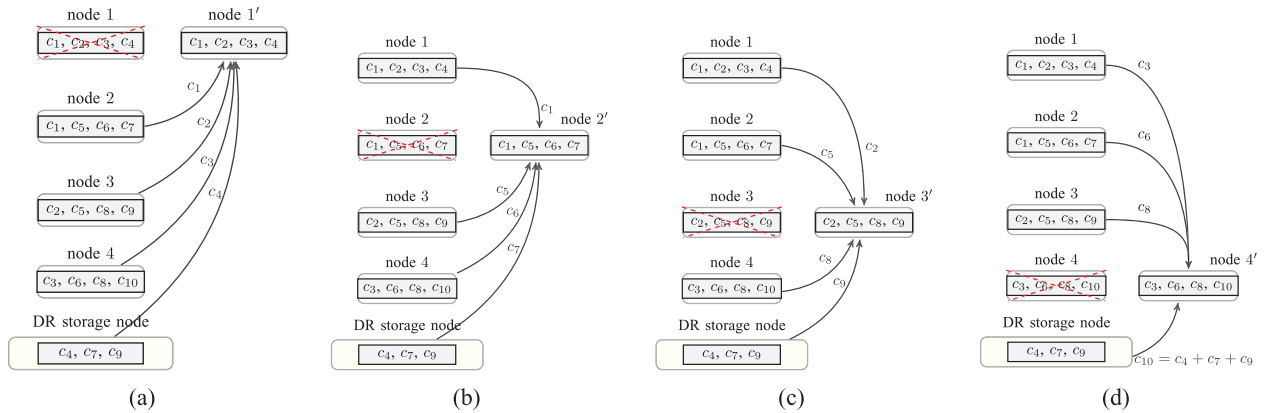 node 1
node 1′
c₁, c₂, c₃, c₄
c₁, c₂, c₃, c₄
node 2
c₁, c₅, c₆, c₇
node 3
c₂, c₅, c₈, c₉
node 4
c₃, c₆, c₈, c₁₀
DR storage node
c₄, c₇, c₉
c₁
c₂
c₃
c₄
(a)
node 1
c₁, c₂, c₃, c₄
node 2
c₁, c₅, c₆, c₇
node 2′
c₁, c₅, c₆, c₇
node 3
c₂, c₅, c₈, c₉
node 4
c₃, c₆, c₈, c₁₀
DR storage node
c₄, c₇, c₉
c₁
c₅
c₆
c₇
(b)
node 1
c₁, c₂, c₃, c₄
node 2
c₁, c₅, c₆, c₇
node 3
c₂, c₅, c₈, c₉
node 3′
c₂, c₅, c₈, c₉
node 4
c₃, c₆, c₈, c₁₀
DR storage node
c₄, c₇, c₉
c₂
c₅
c₈
c₉
(c)
node 1
c₁, c₂, c₃, c₄
node 2
c₁, c₅, c₆, c₇
node 3
c₂, c₅, c₈, c₉
node 4
c₃, c₆, c₈, c₁₀
node 4′
c₃, c₆, c₈, c₁₀
DR storage node
c₄, c₇, c₉
c₃
c₆
c₈
c₁₀ = c₄ + c₇ + c₉
(d)